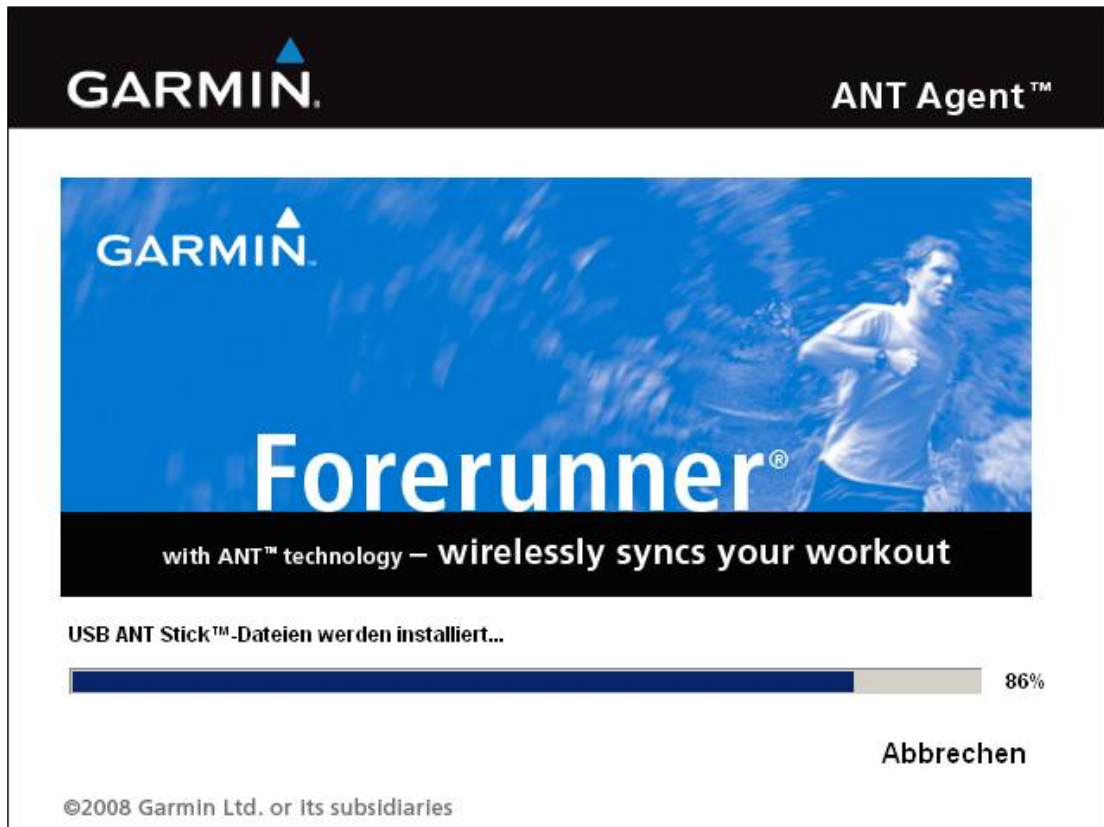 GARMIN.
ANT Agent™
GARMIN™
Forerunner®
with ANT™ technology – wirelessly syncs your workout
USB ANT Stick™-Dateien werden installiert...
86%
Abbrechen
©2008 Garmin Ltd. or its subsidiaries